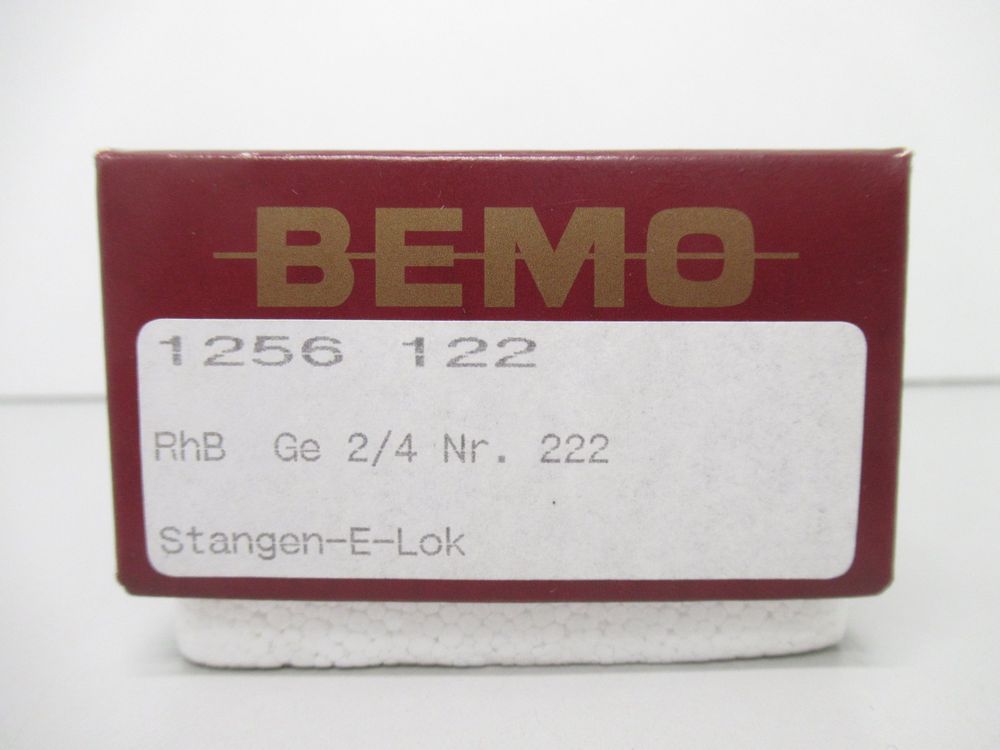 BEMO
1256 122
RhB Ge 2/4 Nr. 222
Stangen-E-Lok